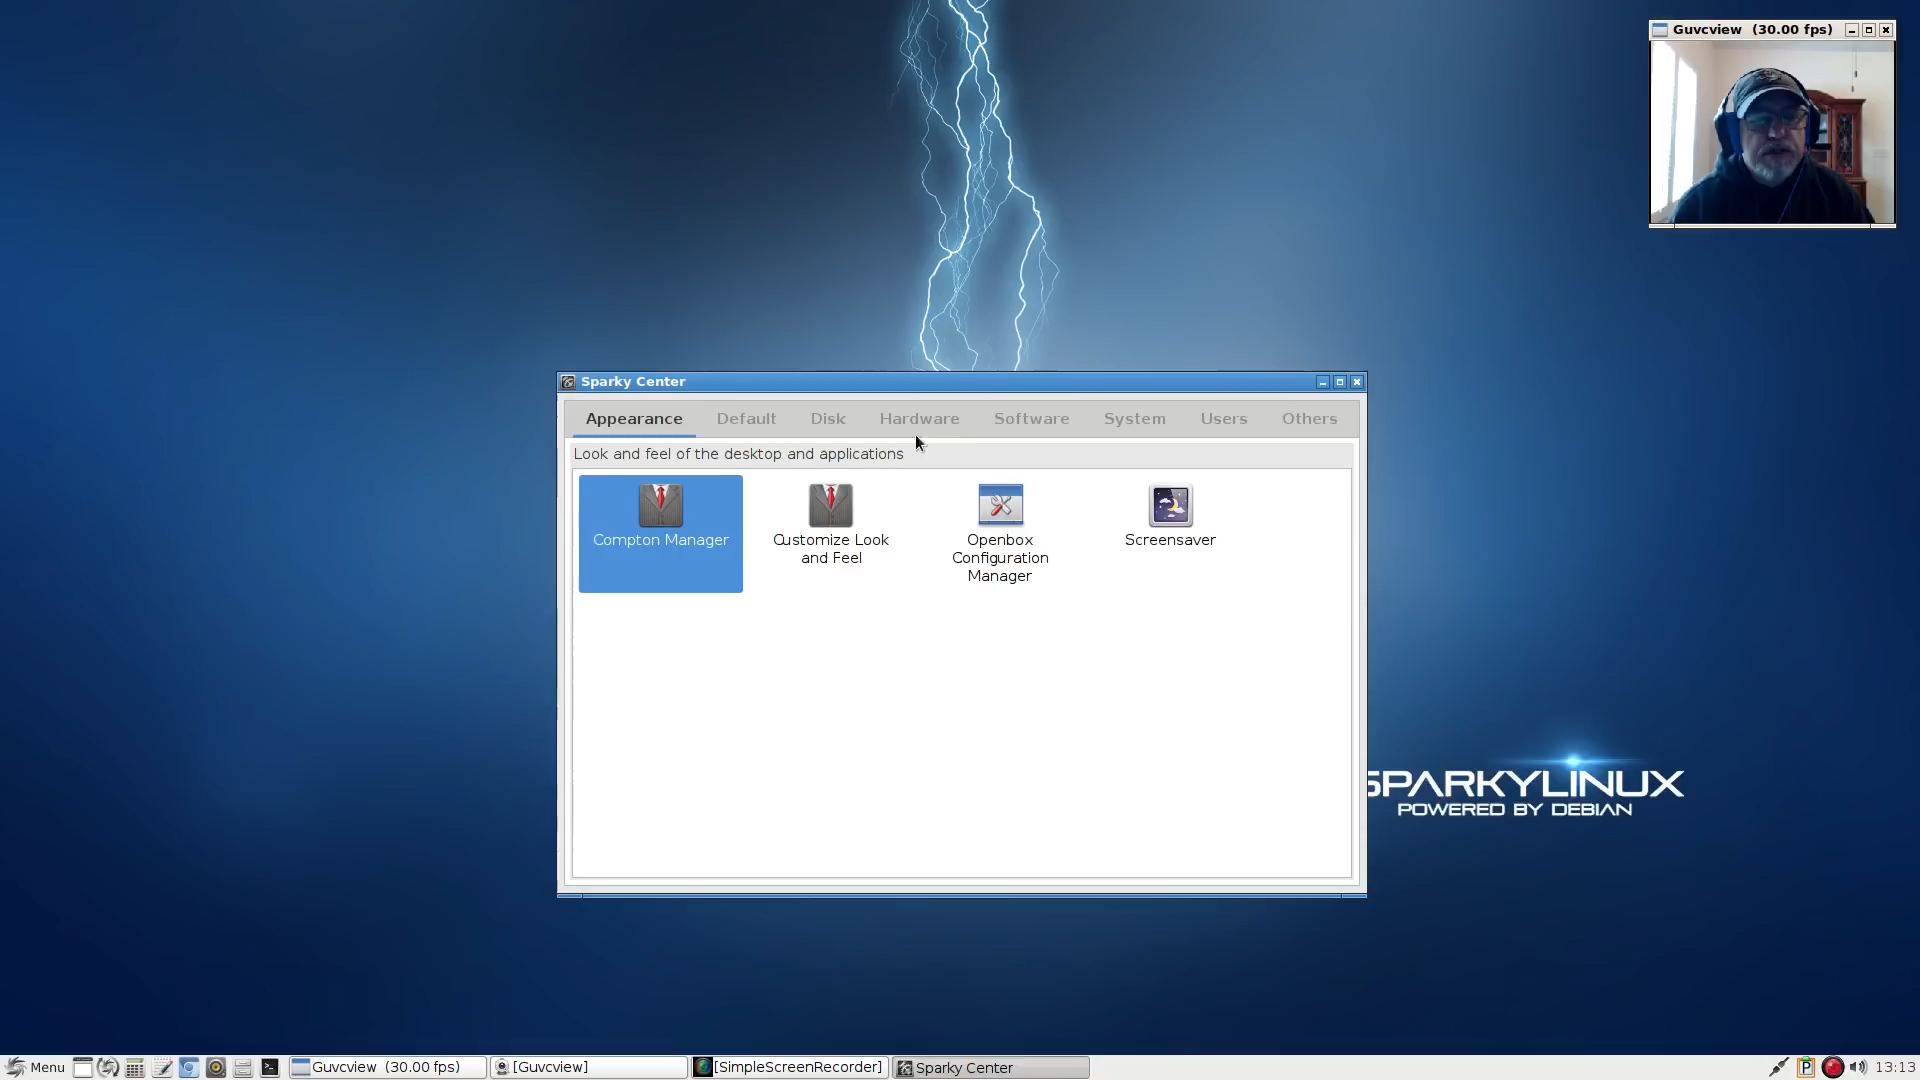 Guvcview (30.00 fps)
Sparky Center
Appearance Default Disk Hardware Software System Users Others
Look and feel of the desktop and applications
Compton Manager
Customize Look
and Feel
Openbox
Configuration
Manager
Screensaver
SPARKYLINUX
POWERED BY DEBIAN
Menu Guvcview (30.00 fps) [Guvcview] [SimpleScreenRecorder] Sparky Center P 13:13